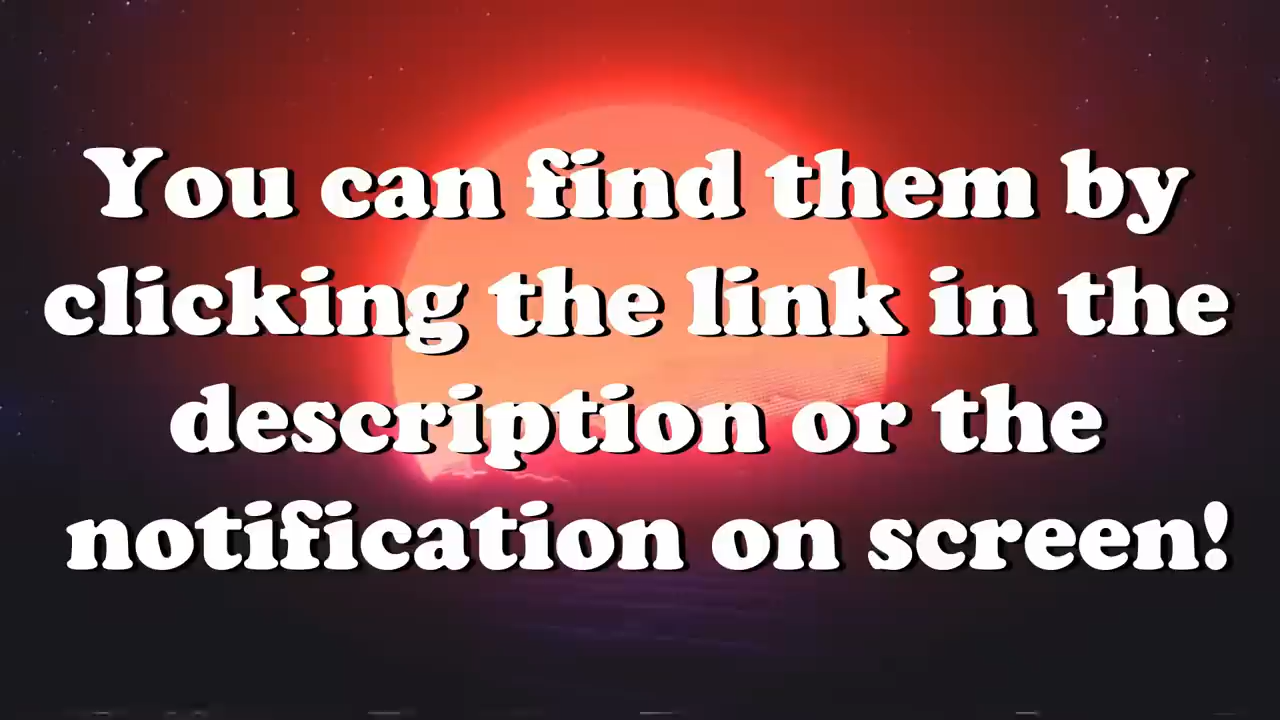 You can find them by
clicking the link in the
description or the
notification on screen!